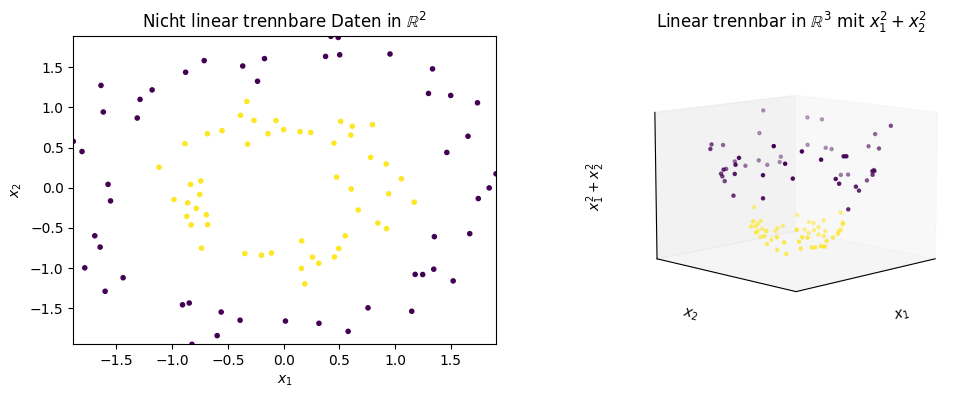 Nicht linear trennbare Daten in ℝ²
1.5
1.0
0.5
0.0
−0.5
−1.0
−1.5
x₂
−1.5 −1.0 −0.5 0.0 0.5 1.0 1.5
x₁
Linear trennbar in ℝ³ mit x₁² + x₂²
x₁² + x₂²
x₂
x₁